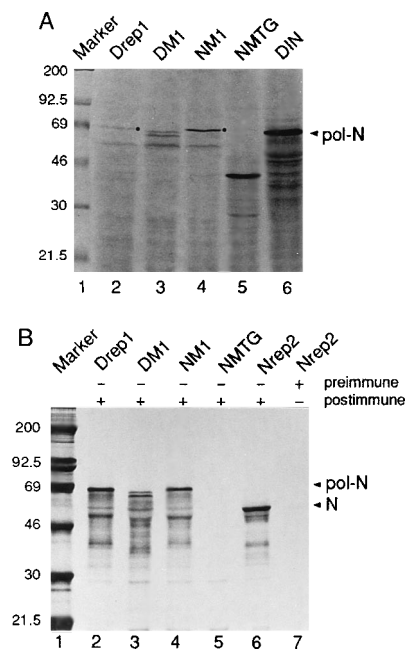 A
Marker Drep1 DM1 NM1 NMTG DIN
200
92.5
69
pol-N
46
30
21.5
1 2 3 4 5 6
B
Marker Drep1 DM1 NM1 NMTG Nrep2 Nrep2
– – – – – + preimmune
+ + + + + – postimmune
200
92.5
69
pol-N
N
46
30
21.5
1 2 3 4 5 6 7